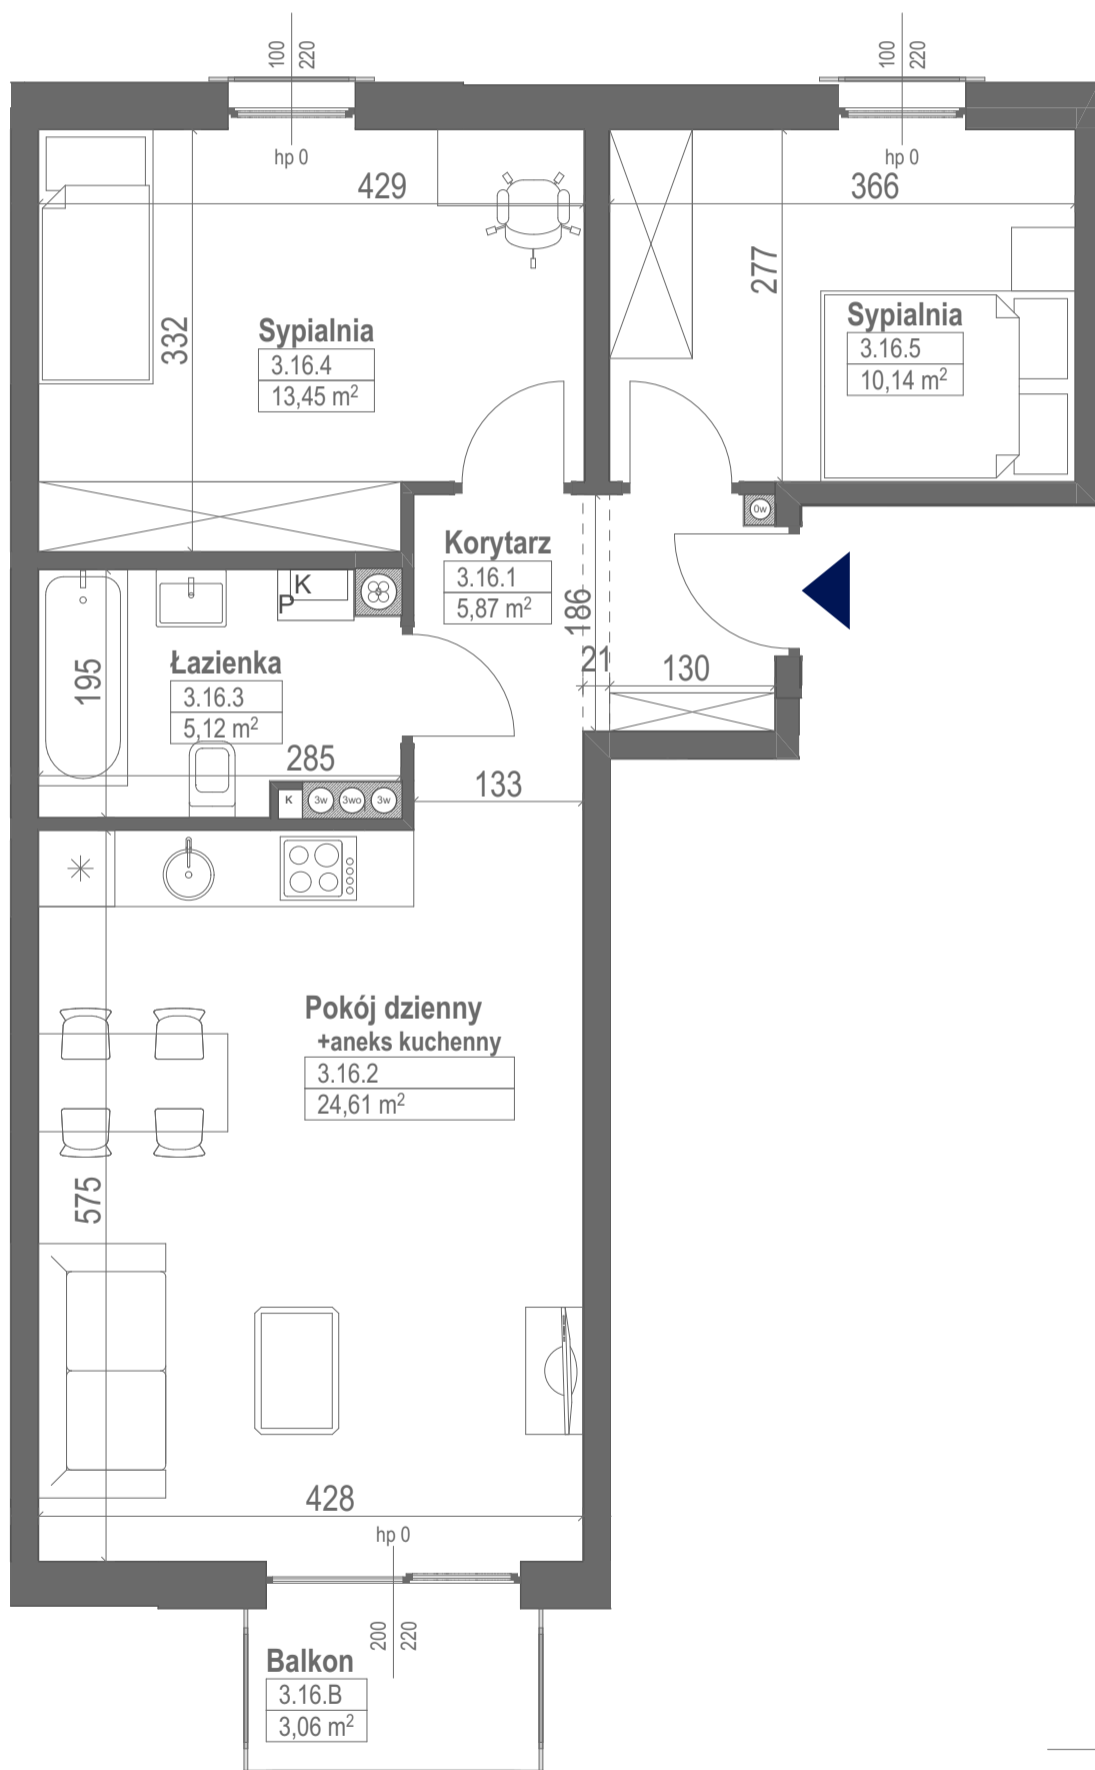 100
220
100
220
hp 0
hp 0
429
366
332
277
Sypialnia
3.16.4
13,45 m²
Sypialnia
3.16.5
10,14 m²
0w
Korytarz
3.16.1
5,87 m²
186
21
130
K
P
195
Łazienka
3.16.3
5,12 m²
285
133
K
3w
3wo
3w
Pokój dzienny
+aneks kuchenny
3.16.2
24,61 m²
575
428
hp 0
200
220
Balkon
3.16.B
3,06 m²